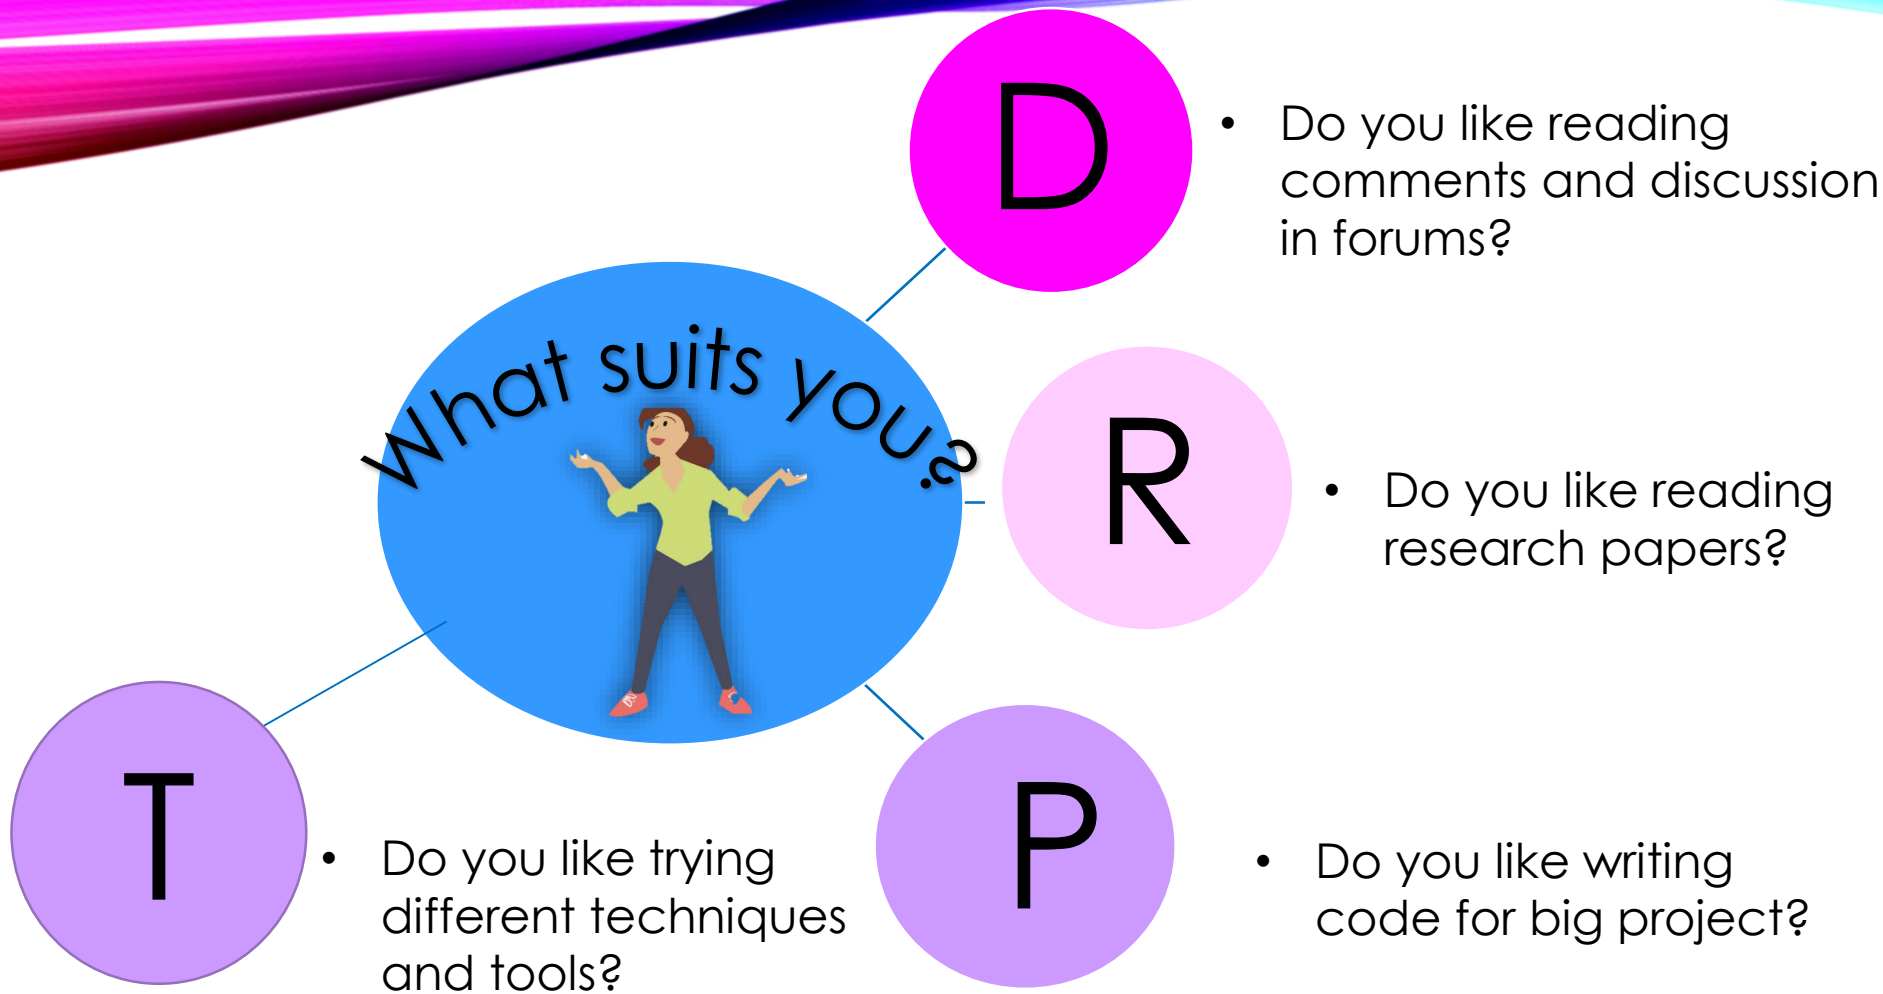 What suits you?
D
• Do you like reading
comments and discussion
in forums?
R
• Do you like reading
research papers?
T
• Do you like trying
different techniques
and tools?
P
• Do you like writing
code for big project?